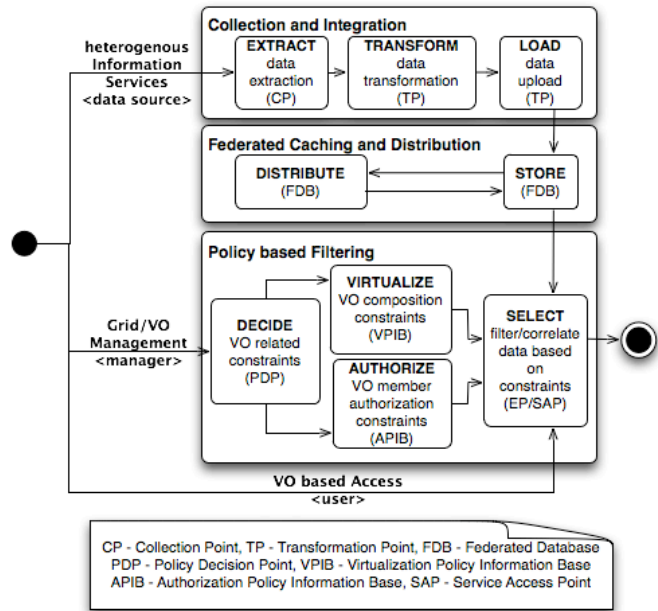 Collection and Integration
heterogenous
Information
Services
<data source>
EXTRACT
data
extraction
(CP)
TRANSFORM
data
transformation
(TP)
LOAD
data
upload
(TP)
Federated Caching and Distribution
DISTRIBUTE
(FDB)
STORE
(FDB)
Policy based Filtering
Grid/VO
Management
<manager>
DECIDE
VO related
constraints
(PDP)
VIRTUALIZE
VO composition
constraints
(VPIB)
AUTHORIZE
VO member
authorization
constraints
(APIB)
SELECT
filter/correlate
data based
on
constraints
(EP/SAP)
VO based Access
<user>
CP - Collection Point, TP - Transformation Point, FDB - Federated Database
PDP - Policy Decision Point, VPIB - Virtualization Policy Information Base
APIB - Authorization Policy Information Base, SAP - Service Access Point